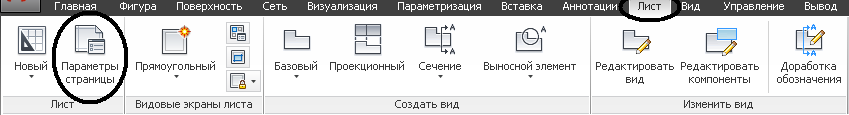 Главная Фигура Поверхность Сеть Визуализация Параметризация Вставка Аннотации Лист Вид Управление Вывод
Новый Параметры страницы Прямоугольный Базовый Проекционный Сечение Выносной элемент Редактировать вид Редактировать компоненты Доработка обозначения
Лист Видовые экраны листа Создать вид Изменить вид